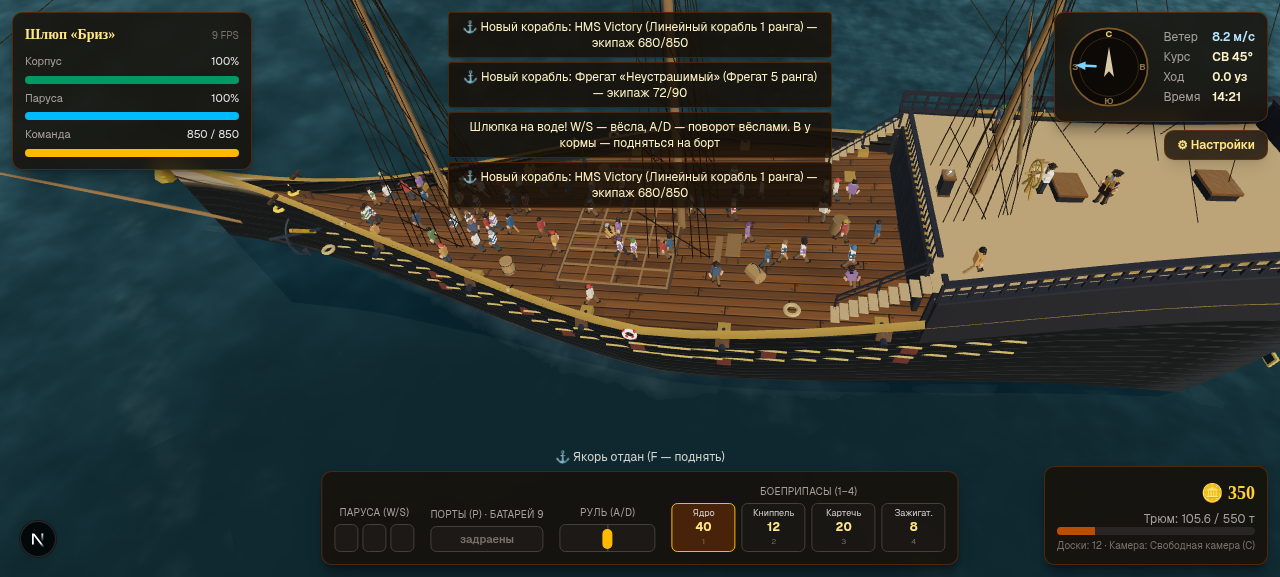 Шлюп «Бриз»
9 FPS
Корпус 100%
Паруса 100%
Команда 850 / 850
⚓ Новый корабль: HMS Victory (Линейный корабль 1 ранга) —
экипаж 680/850
⚓ Новый корабль: Фрегат «Неустрашимый» (Фрегат 5 ранга)
— экипаж 72/90
Шлюпка на воде! W/S — вёсла, A/D — поворот вёслами. В у
кормы — подняться на борт
⚓ Новый корабль: HMS Victory (Линейный корабль 1 ранга) —
экипаж 680/850
С
З
В
Ю
Ветер 8.2 м/с
Курс СВ 45°
Ход 0.0 уз
Время 14:21
⚙ Настройки
⚓ Якорь отдан (F — поднять)
ПАРУСА (W/S)
ПОРТЫ (P) · БАТАРЕЙ 9
задраены
РУЛЬ (A/D)
БОЕПРИПАСЫ (1–4)
Ядро
40
1
Книппель
12
2
Картечь
20
3
Зажигат.
8
4
350
Трюм: 105.6 / 550 т
Доски: 12 · Камера: Свободная камера (C)
N